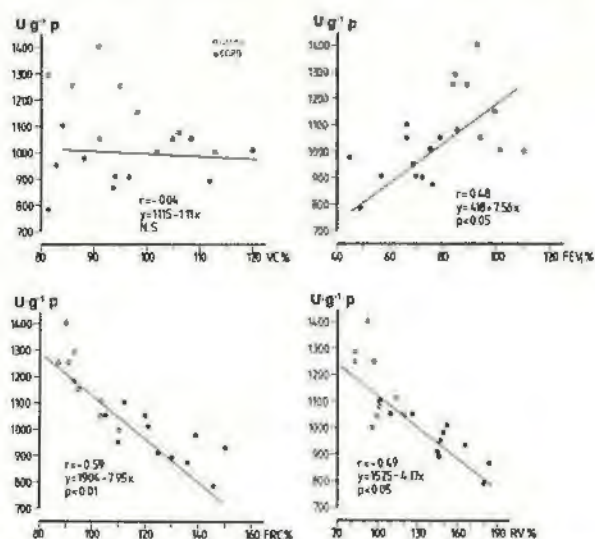 U·g⁻¹ p
1400
1300
1200
1100
1000
900
800
700
80 90 100 110 120 VC%
r=-0.04
y=1115-1.11x
N.S
U·g⁻¹ p
1400
1300
1200
1100
1000
900
800
700
40 60 80 100 120 FEV₁%
r=0.48
y=418+7.56x
p<0.05
U·g⁻¹ p
1400
1300
1200
1100
1000
900
800
700
80 100 120 140 160 FRC%
r=-0.59
y=1904-7.95x
p<0.01
U·g⁻¹ p
1400
1300
1200
1100
1000
900
800
700
70 100 130 160 190 RV%
r=-0.49
p<0.05